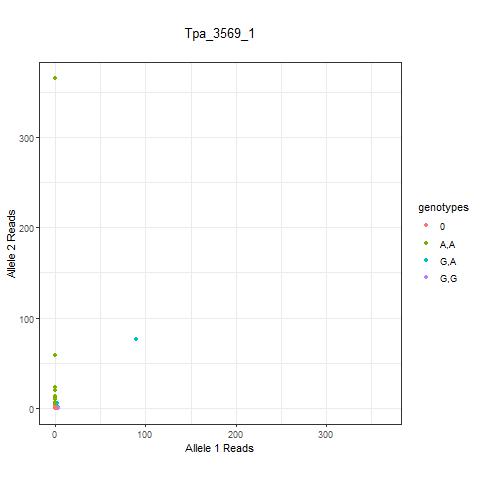 Tpa_3569_1
300
200
100
0
Allele 2 Reads
0
100
200
300
Allele 1 Reads
genotypes
0
A,A
G,A
G,G